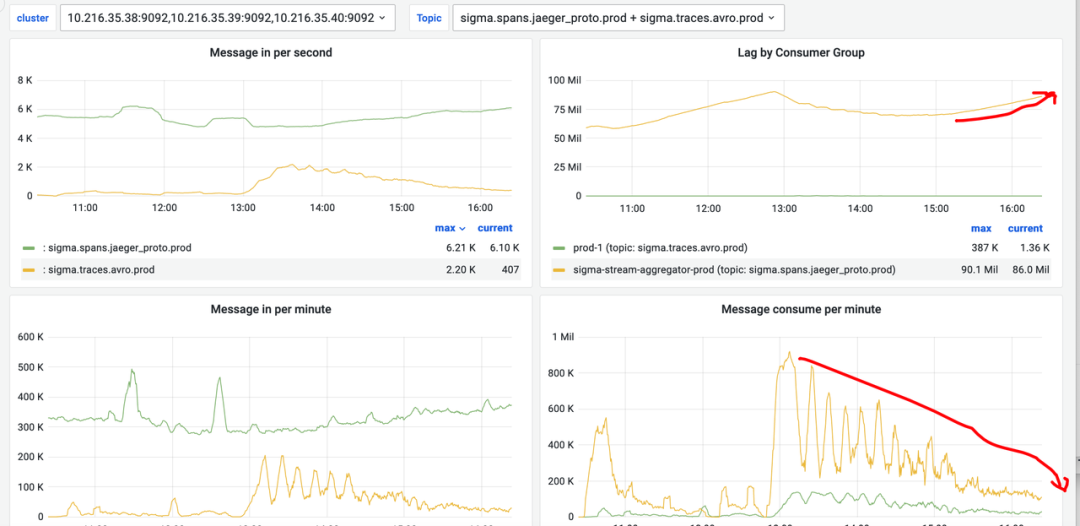 cluster 10.216.35.38:9092,10.216.35.39:9092,10.216.35.40:9092 Topic sigma.spans.jaeger_proto.prod + sigma.traces.avro.prod
Message in per second
8 K
6 K
4 K
2 K
0
11:00 12:00 13:00 14:00 15:00 16:00
max current
: sigma.spans.jaeger_proto.prod 6.21 K 6.10 K
: sigma.traces.avro.prod 2.20 K 407
Lag by Consumer Group
100 Mil
75 Mil
50 Mil
25 Mil
0
11:00 12:00 13:00 14:00 15:00 16:00
max current
prod-1 (topic: sigma.traces.avro.prod) 387 K 1.36 K
sigma-stream-aggregator-prod (topic: sigma.spans.jaeger_proto.prod) 90.1 Mil 86.0 Mil
Message in per minute
600 K
500 K
400 K
300 K
200 K
100 K
0
Message consume per minute
1 Mil
800 K
600 K
400 K
200 K
0